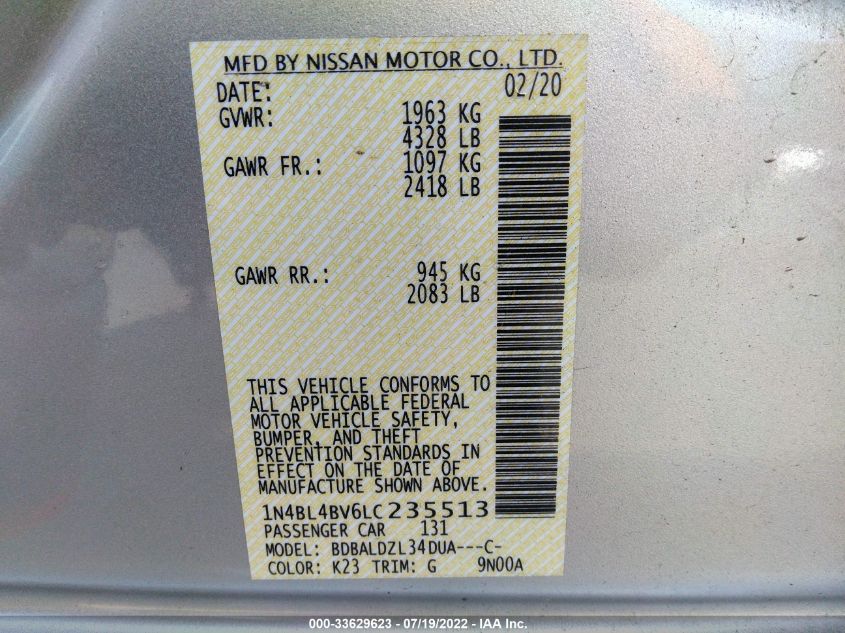 MFD BY NISSAN MOTOR CO., LTD.
DATE: 02/20
GVWR: 1963 KG
4328 LB
GAWR FR.: 1097 KG
2418 LB
GAWR RR.: 945 KG
2083 LB
THIS VEHICLE CONFORMS TO
ALL APPLICABLE FEDERAL
MOTOR VEHICLE SAFETY,
BUMPER, AND THEFT
PREVENTION STANDARDS IN
EFFECT ON THE DATE OF
MANUFACTURE SHOWN ABOVE.
1N4BL4BV6LC235513
PASSENGER CAR 131
MODEL: BDBALDZL34DUA---C-
COLOR: K23 TRIM: G 9N00A
000-33629623 - 07/19/2022 - IAA Inc.